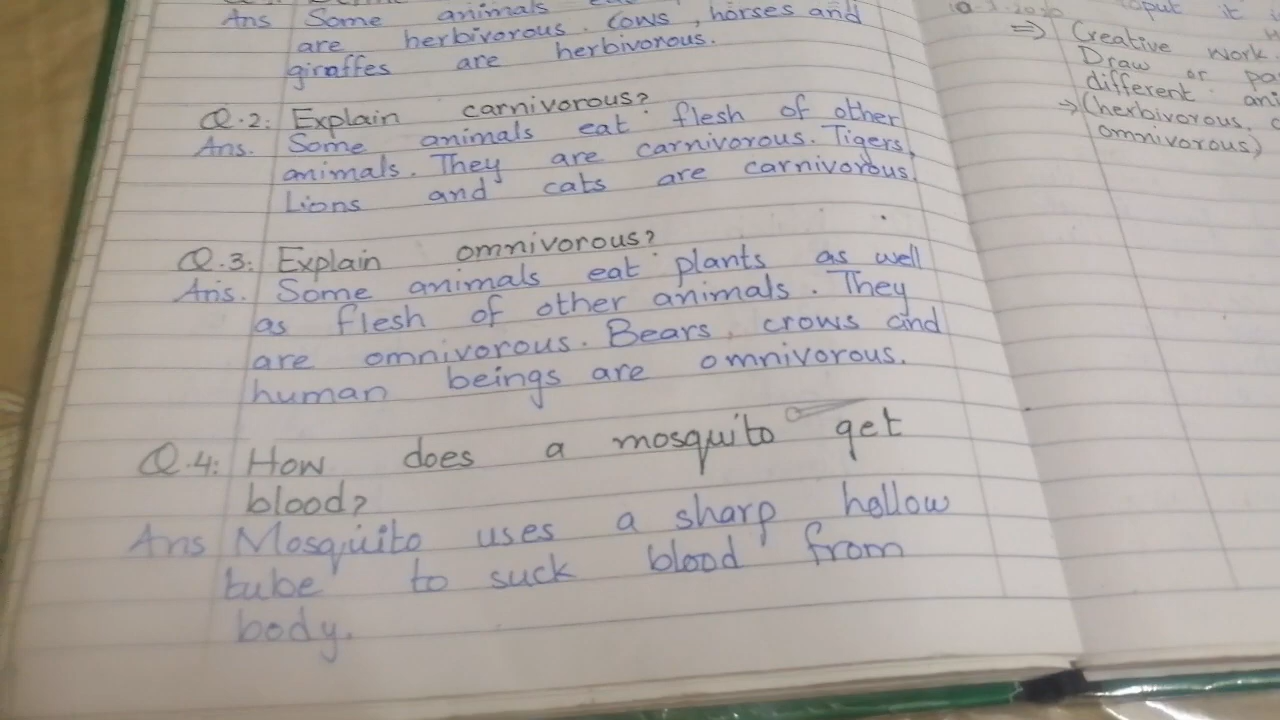 Ans Some animals
are herbivorous. Cows, horses and
giraffes are herbivorous.
Q.2: Explain carnivorous?
Ans. Some animals eat flesh of other
animals. They are carnivorous. Tigers,
Lions and cats are carnivorous
Q.3: Explain omnivorous?
Ans. Some animals eat plants as well
as flesh of other animals. They
are omnivorous. Bears, crows and
human beings are omnivorous.
Q.4: How does a mosquito get
blood?
Ans Mosquito uses a sharp hollow
tube to suck blood from
body.
put it
⇒ Creative work.
Draw or
different
→ (herbivorous,
omnivorous)